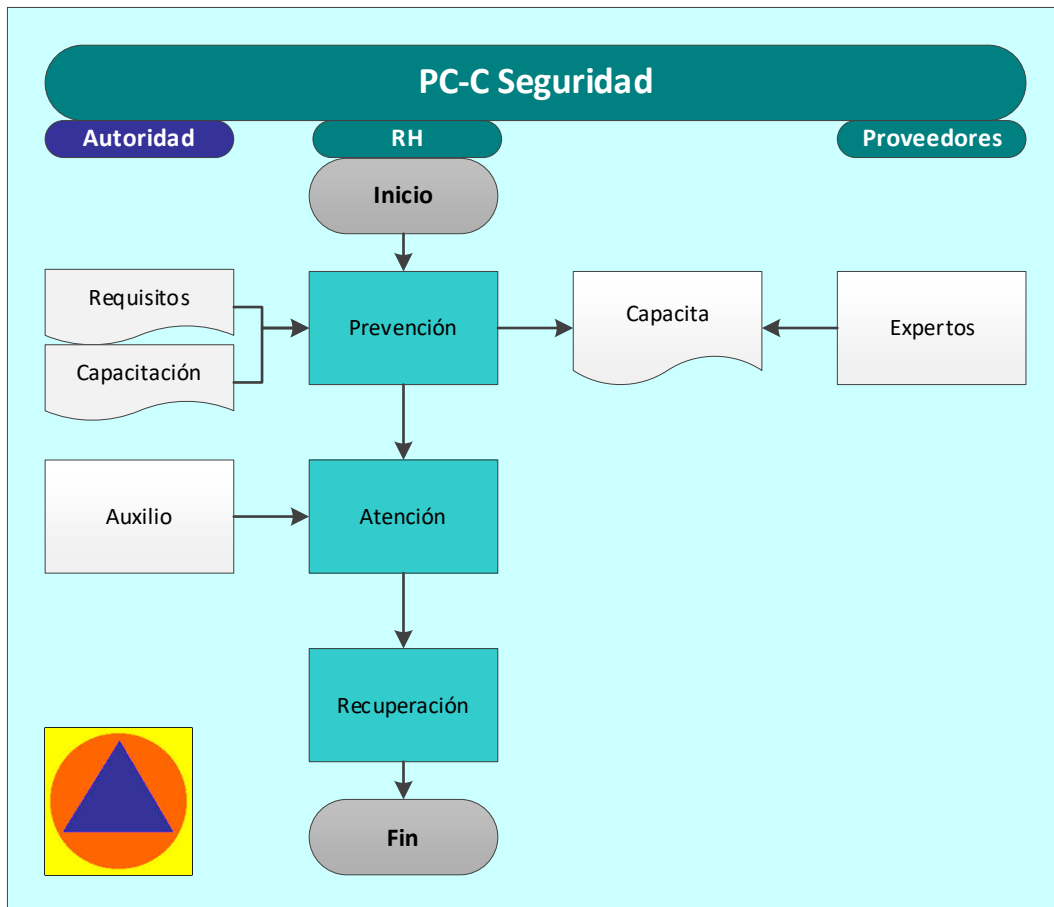 PC-C Seguridad
Autoridad
RH
Proveedores
Inicio
Requisitos
Capacitación
Prevención
Capacita
Expertos
Auxilio
Atención
Recuperación
Fin